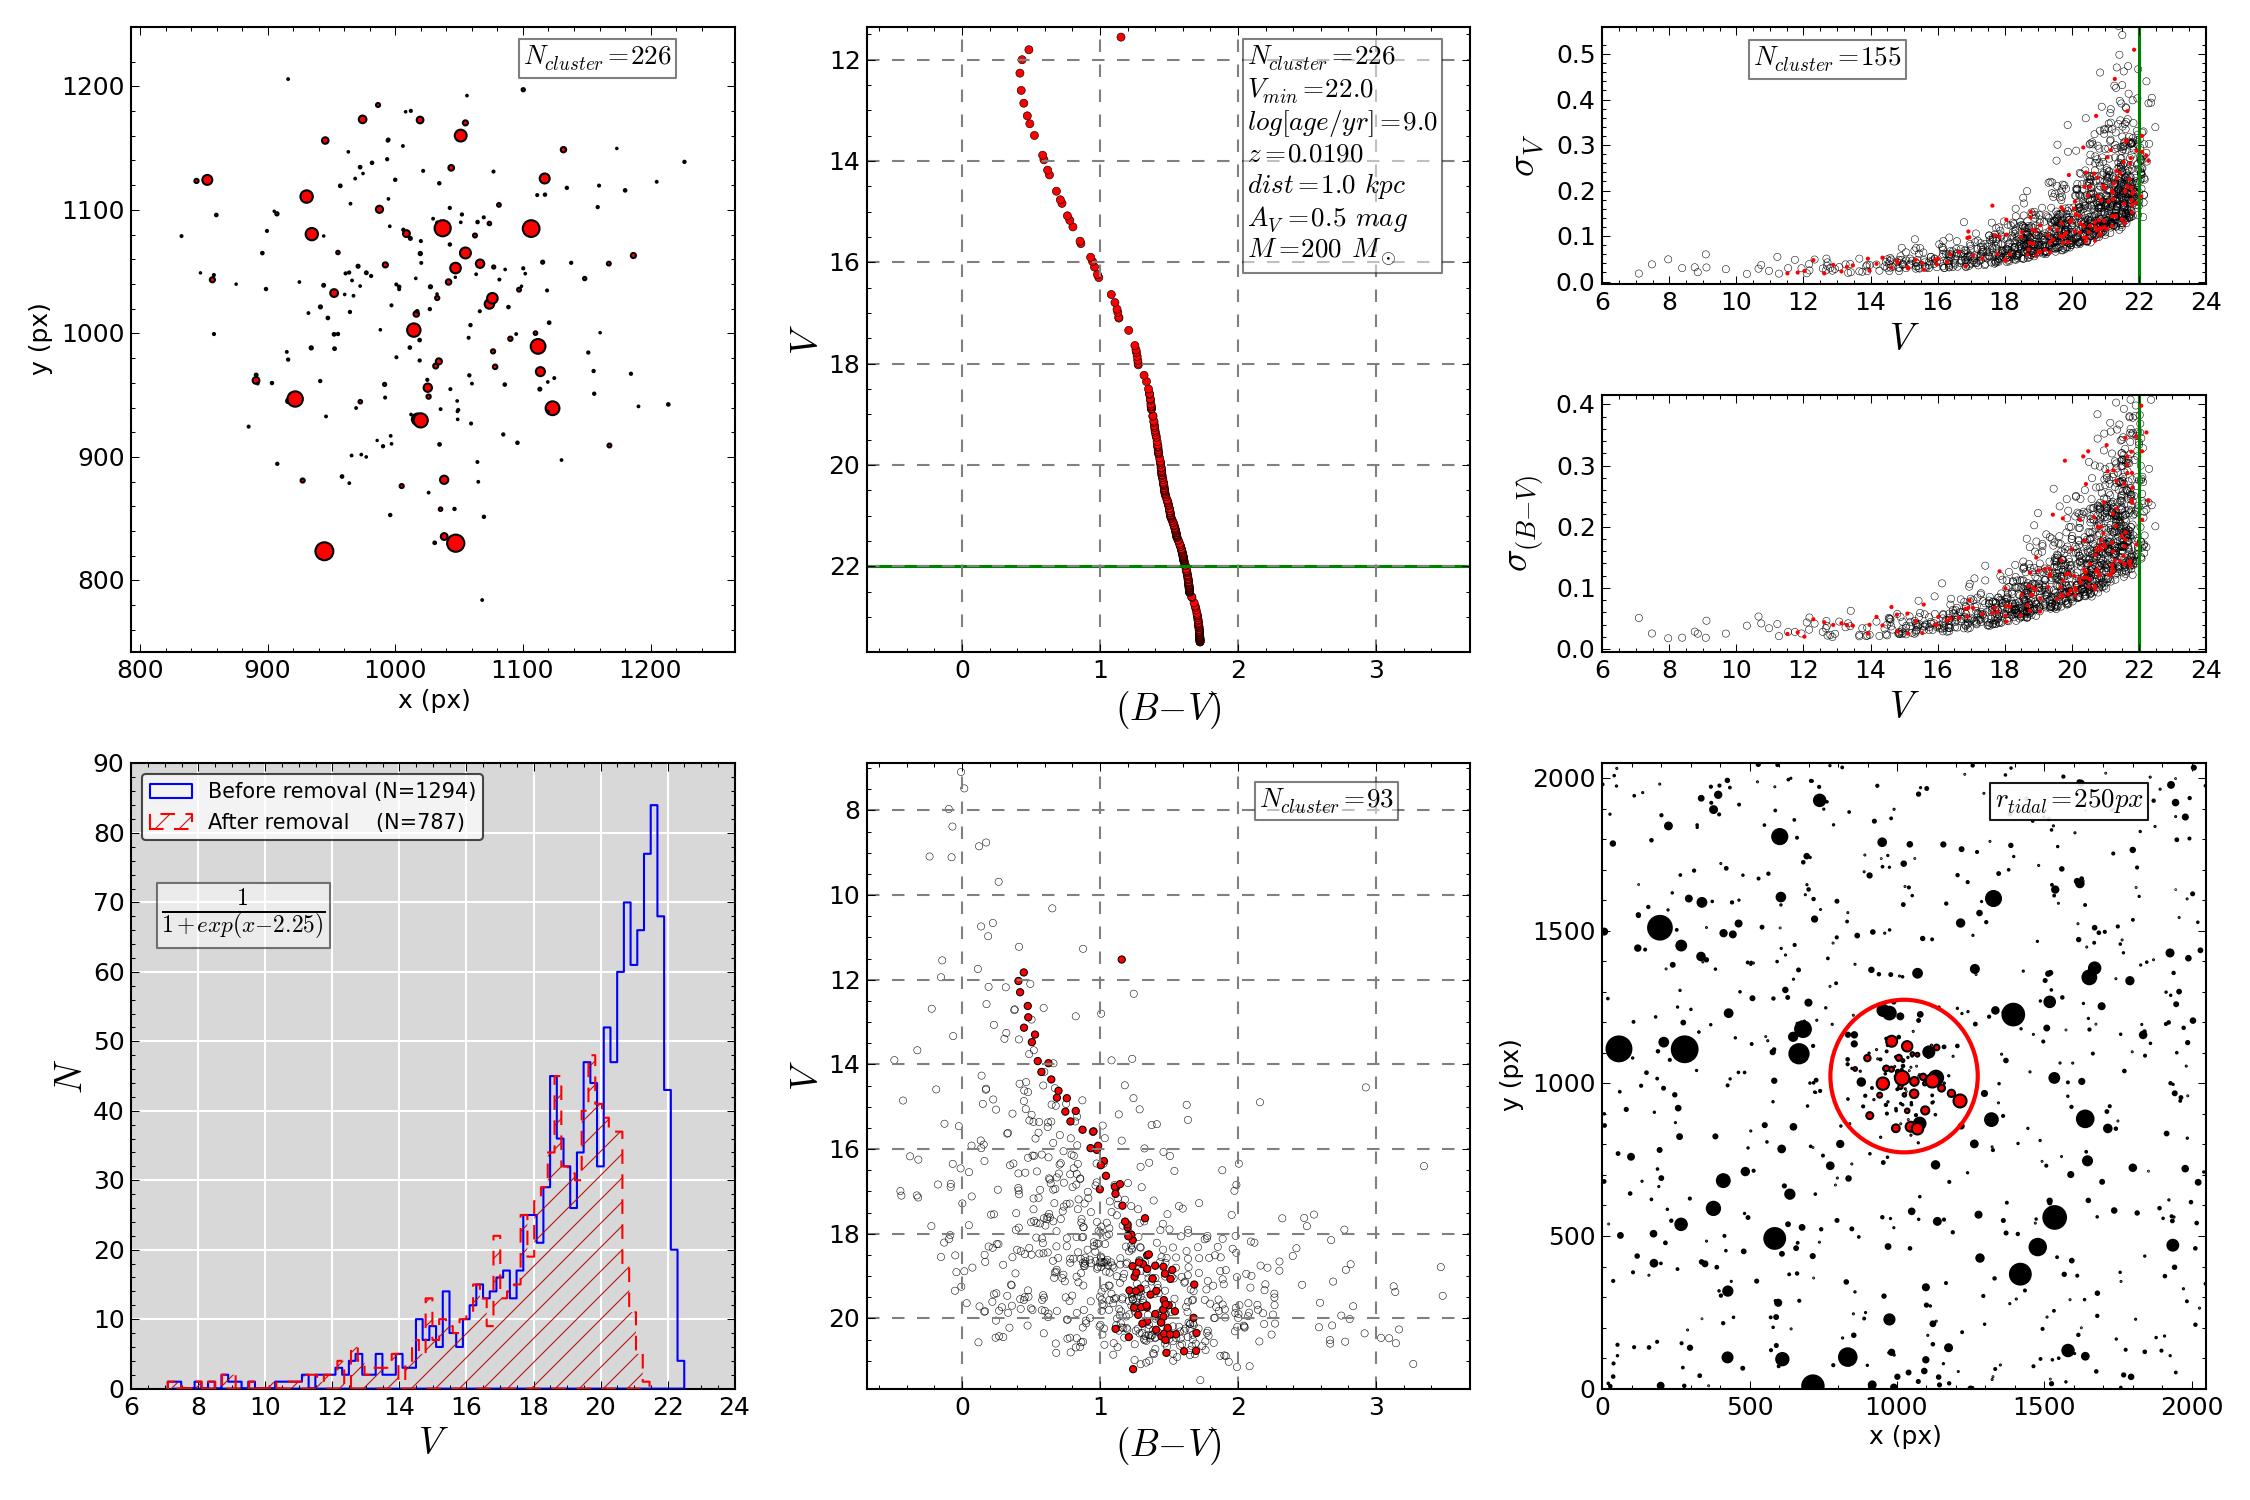 N_cluster=226
1200
1100
1000
900
800
y (px)
800 900 1000 1100 1200
x (px)
N_cluster=226
V_min=22.0
log[age/yr]=9.0
z=0.0190
dist=1.0 kpc
A_V=0.5 mag
M=200 M_⊙
12
14
16
18
20
22
V
0 1 2 3
(B−V)
N_cluster=155
0.5
0.4
0.3
0.2
0.1
0.0
σ_V
6 8 10 12 14 16 18 20 22 24
V
0.4
0.3
0.2
0.1
0.0
σ_(B−V)
6 8 10 12 14 16 18 20 22 24
V
90
80
70
60
50
40
30
20
10
0
N
Before removal (N=1294)
After removal (N=787)
1
1+exp(x−2.25)
6 8 10 12 14 16 18 20 22 24
V
N_cluster=93
8
10
12
14
16
18
20
V
0 1 2 3
(B−V)
r_tidal=250px
2000
1500
1000
500
0
y (px)
0 500 1000 1500 2000
x (px)